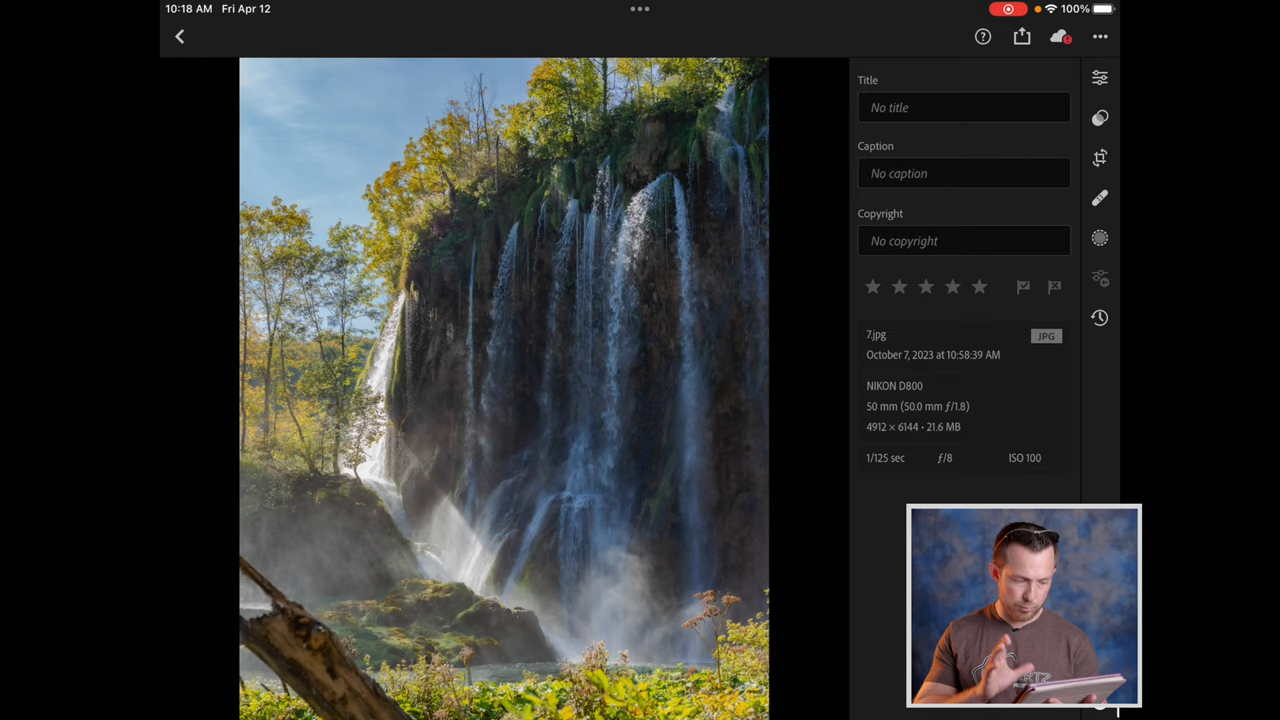 10:18 AM Fri Apr 12
100%
Title
No title
Caption
No caption
Copyright
No copyright
7.jpg
JPG
October 7, 2023 at 10:58:39 AM
NIKON D800
50 mm (50.0 mm ƒ/1.8)
4912 × 6144 • 21.6 MB
1/125 sec ƒ/8 ISO 100